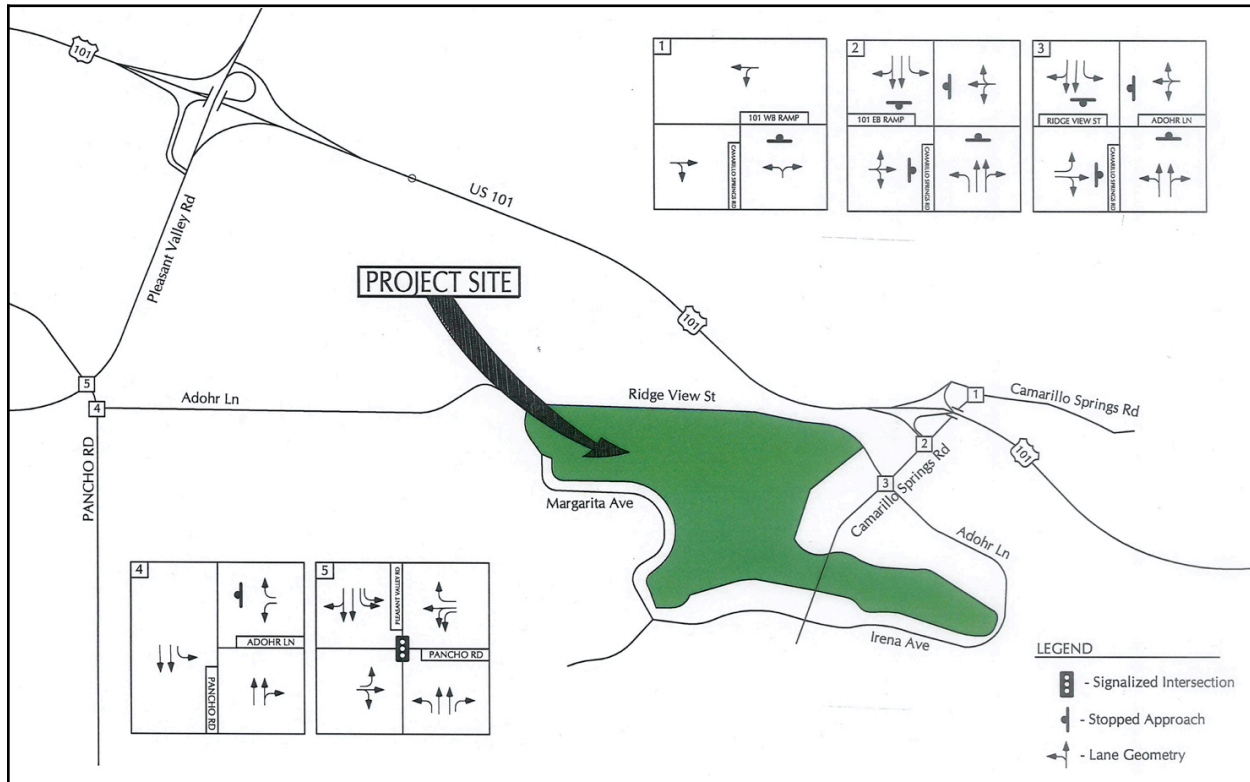 101
1
101 WB RAMP
CAMARILLO SPRINGS RD
2
101 EB RAMP
CAMARILLO SPRINGS RD
3
RIDGE VIEW ST
ADOHR LN
CAMARILLO SPRINGS RD
US 101
Pleasant Valley Rd
PROJECT SITE
101
5
4
Adohr Ln
Ridge View St
1
Camarillo Springs Rd
2
101
3
Camarillo Springs Rd
PANCHO RD
Margarita Ave
Adohr Ln
Irena Ave
4
ADOHR LN
PANCHO RD
5
PLEASANT VALLEY RD
PANCHO RD
LEGEND
- Signalized Intersection
- Stopped Approach
- Lane Geometry